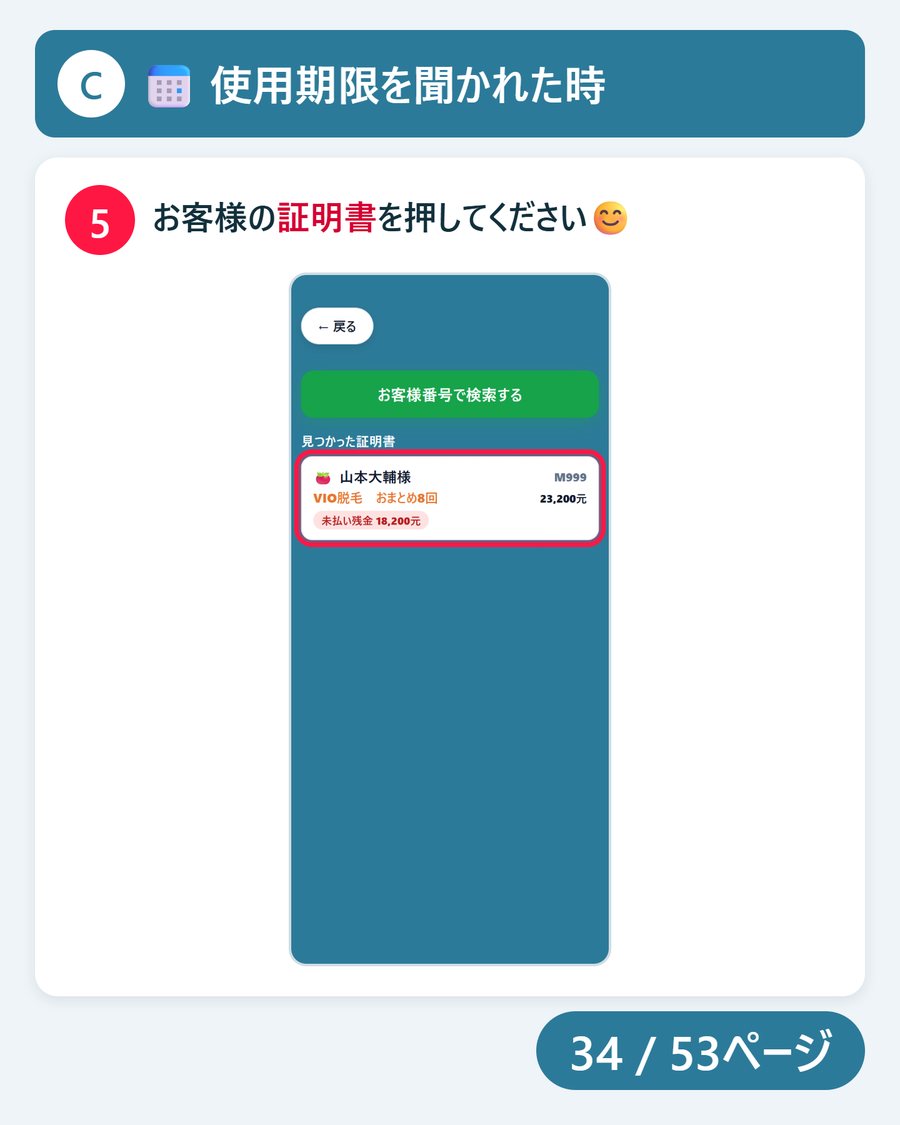 C 使用期限を聞かれた時
5 お客様の証明書を押してください
← 戻る
お客様番号で検索する
見つかった証明書
山本大輔様 M999
VIO脱毛　おまとめ8回 23,200元
未払い残金 18,200元
34 / 53ページ